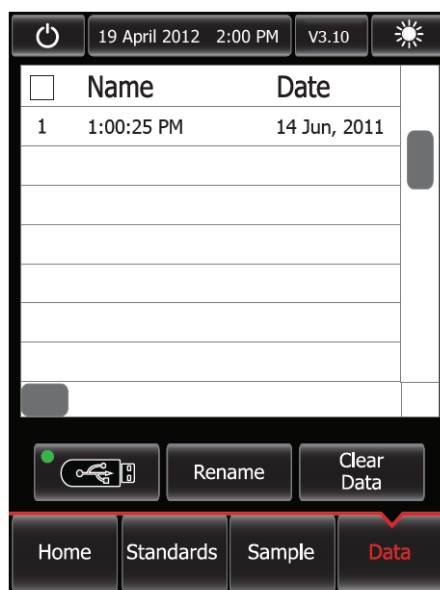 19 April 2012 2:00 PM V3.10
Name Date
1 1:00:25 PM 14 Jun, 2011
Rename
Clear
Data
Home Standards Sample Data